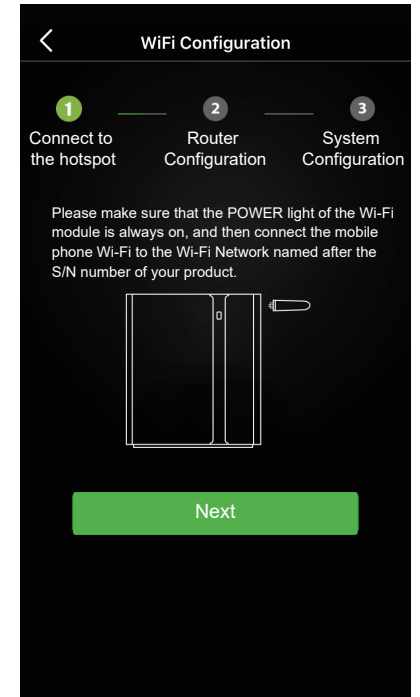 WiFi Configuration
1 2 3
Connect to Router System
the hotspot Configuration Configuration
Please make sure that the POWER light of the Wi-Fi
module is always on, and then connect the mobile
phone Wi-Fi to the Wi-Fi Network named after the
S/N number of your product.
Next